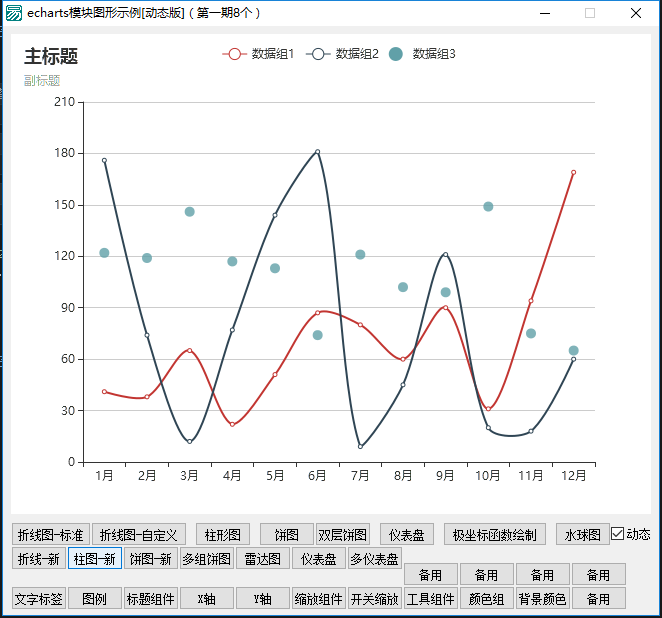 echarts模块图形示例[动态版] ( 第一期8个 )
主标题
副标题
数据组1 数据组2 数据组3
210
180
150
120
90
60
30
0
1月 2月 3月 4月 5月 6月 7月 8月 9月 10月 11月 12月
折线图-标准 折线图-自定义 柱形图 饼图 双层饼图 仪表盘 极坐标函数绘制 水球图 动态
折线-新 柱图-新 饼图-新 多组饼图 雷达图 仪表盘 多仪表盘
备用 备用 备用 备用
文字标签 图例 标题组件 X轴 Y轴 缩放组件 开关缩放 工具组件 颜色组 背景颜色 备用